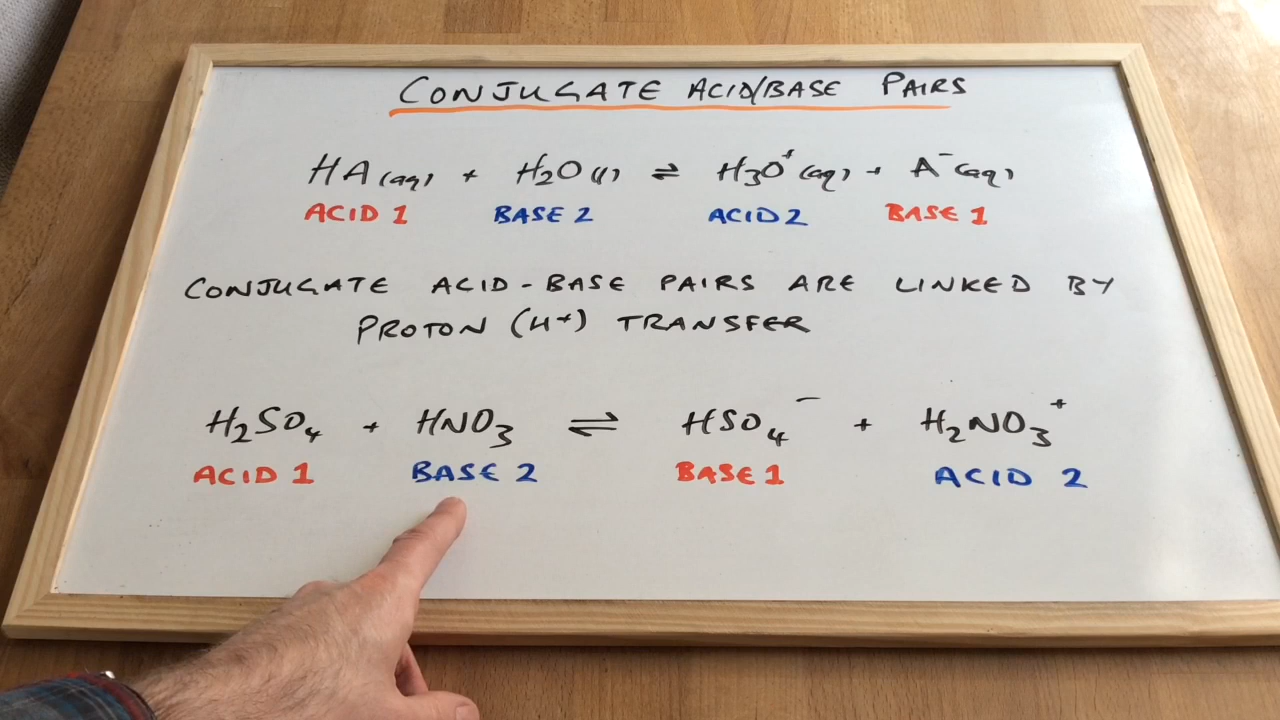 CONJUGATE ACID/BASE PAIRS
HA(aq) + H2O(l) ⇌ H3O+(aq) + A-(aq)
ACID 1 BASE 2 ACID 2 BASE 1
CONJUGATE ACID-BASE PAIRS ARE LINKED BY
PROTON (H+) TRANSFER
H2SO4 + HNO3 ⇌ HSO4- + H2NO3+
ACID 1 BASE 2 BASE 1 ACID 2